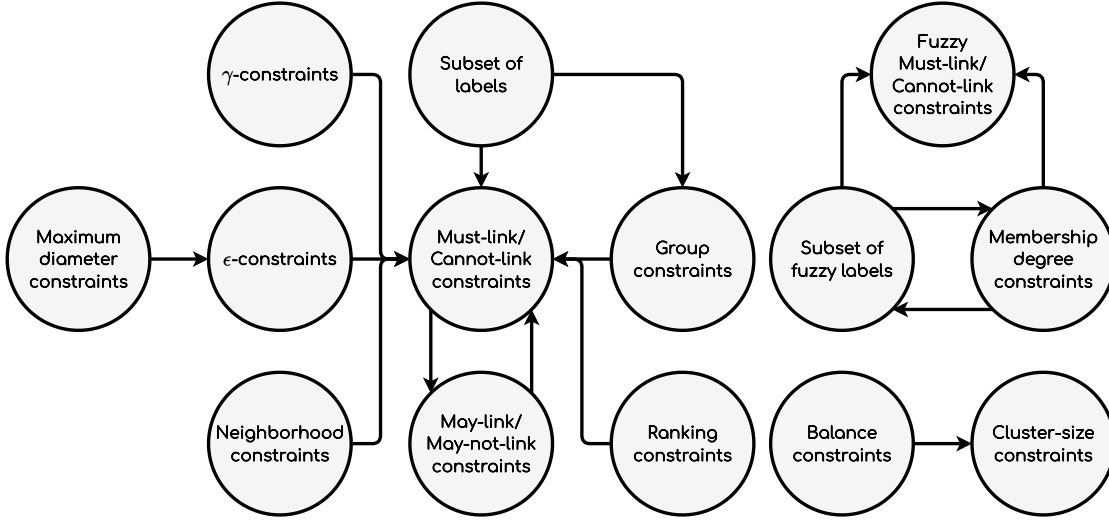 γ-constraints
Subset of
labels
Fuzzy
Must-link/
Cannot-link
constraints
Maximum
diameter
constraints
ϵ-constraints
Must-link/
Cannot-link
constraints
Group
constraints
Subset of
fuzzy labels
Membership
degree
constraints
Neighborhood
constraints
May-link/
May-not-link
constraints
Ranking
constraints
Balance
constraints
Cluster-size
constraints